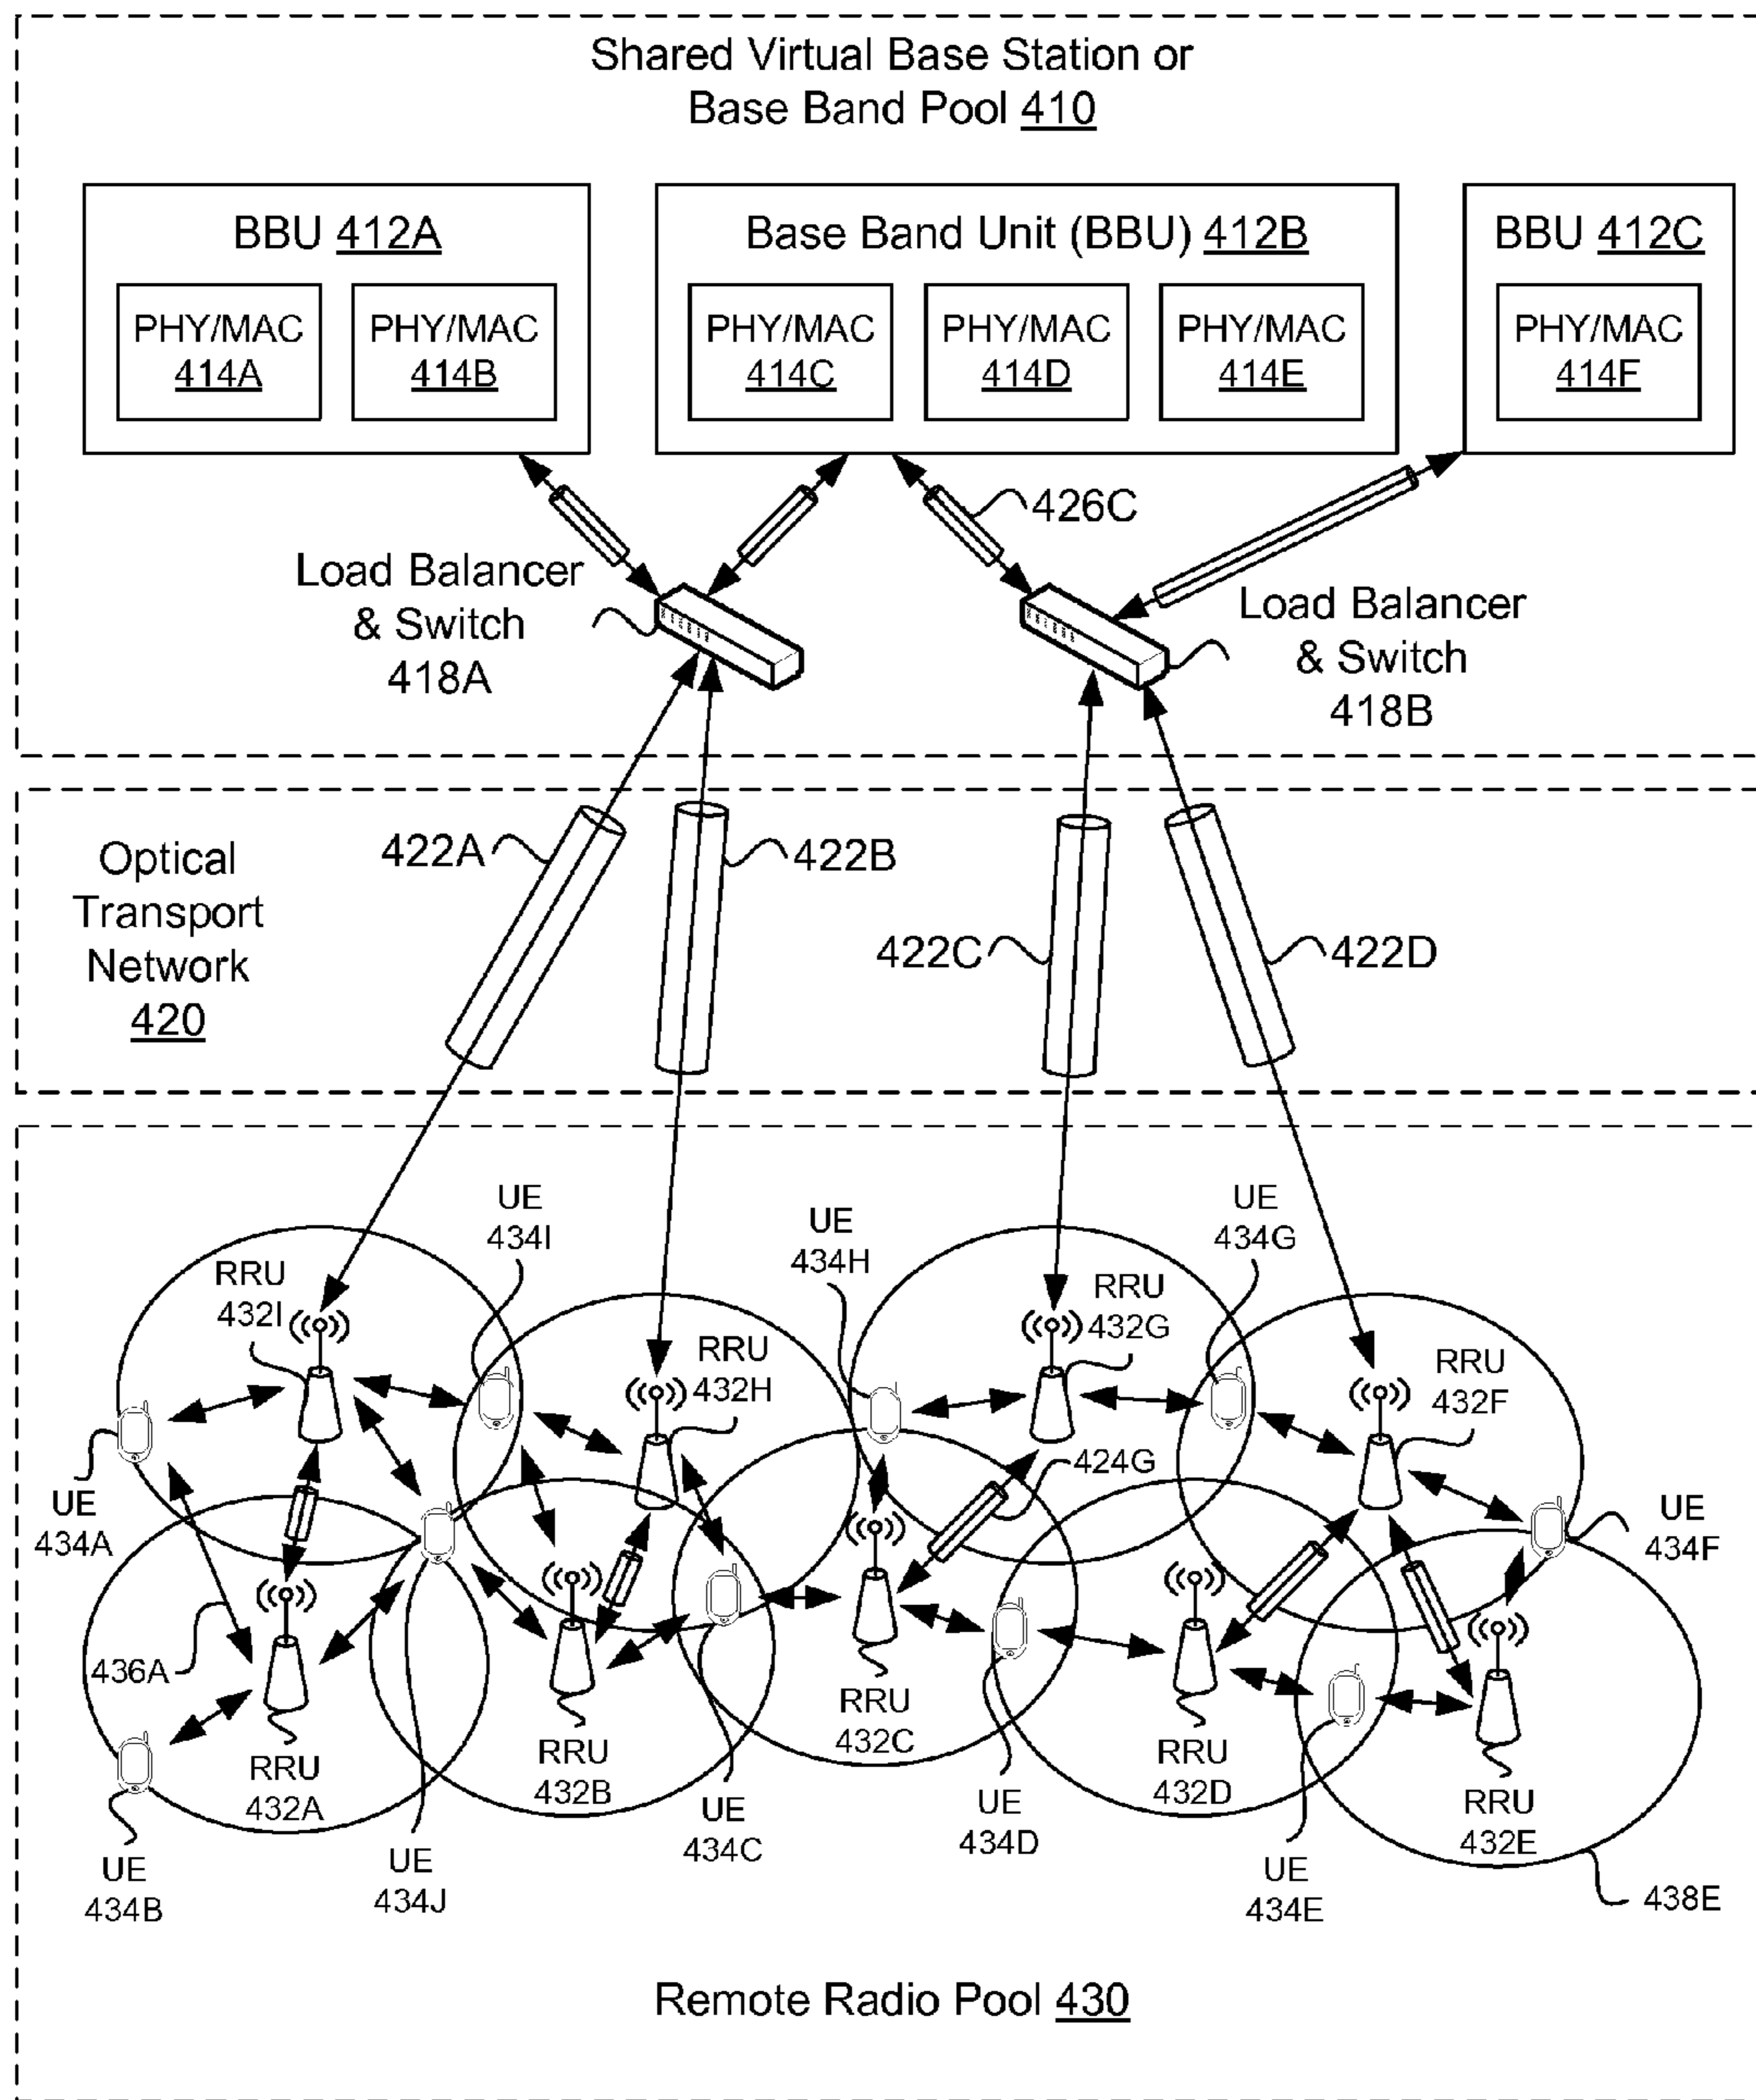 Shared Virtual Base Station or
Base Band Pool 410
BBU 412A
PHY/MAC
414A
PHY/MAC
414B
Base Band Unit (BBU) 412B
PHY/MAC
414C
PHY/MAC
414D
PHY/MAC
414E
BBU 412C
PHY/MAC
414F
426C
Load Balancer
& Switch
418A
Load Balancer
& Switch
418B
Optical
Transport
Network
420
422A
422B
422C
422D
UE
434I
UE
434H
UE
434G
RRU
432I
RRU
432H
RRU
432G
RRU
432F
424G
UE
434A
UE
434F
436A
RRU
432A
RRU
432B
RRU
432C
RRU
432D
RRU
432E
UE
434B
UE
434J
UE
434C
UE
434D
UE
434E
438E
Remote Radio Pool 430